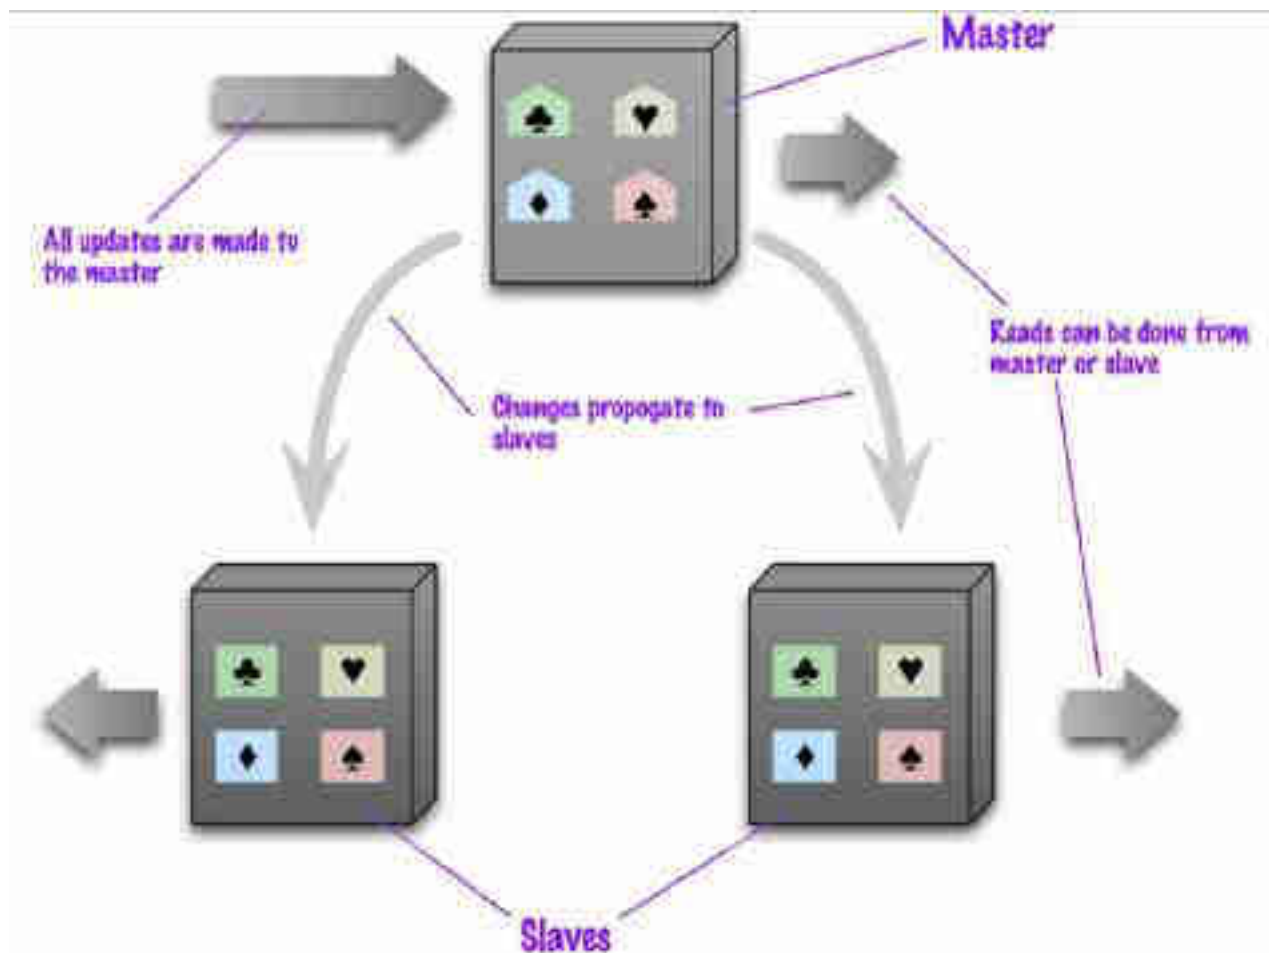 Master
All updates are made to
the master
Reads can be done from
master or slave
Changes propogate to
slaves
Slaves